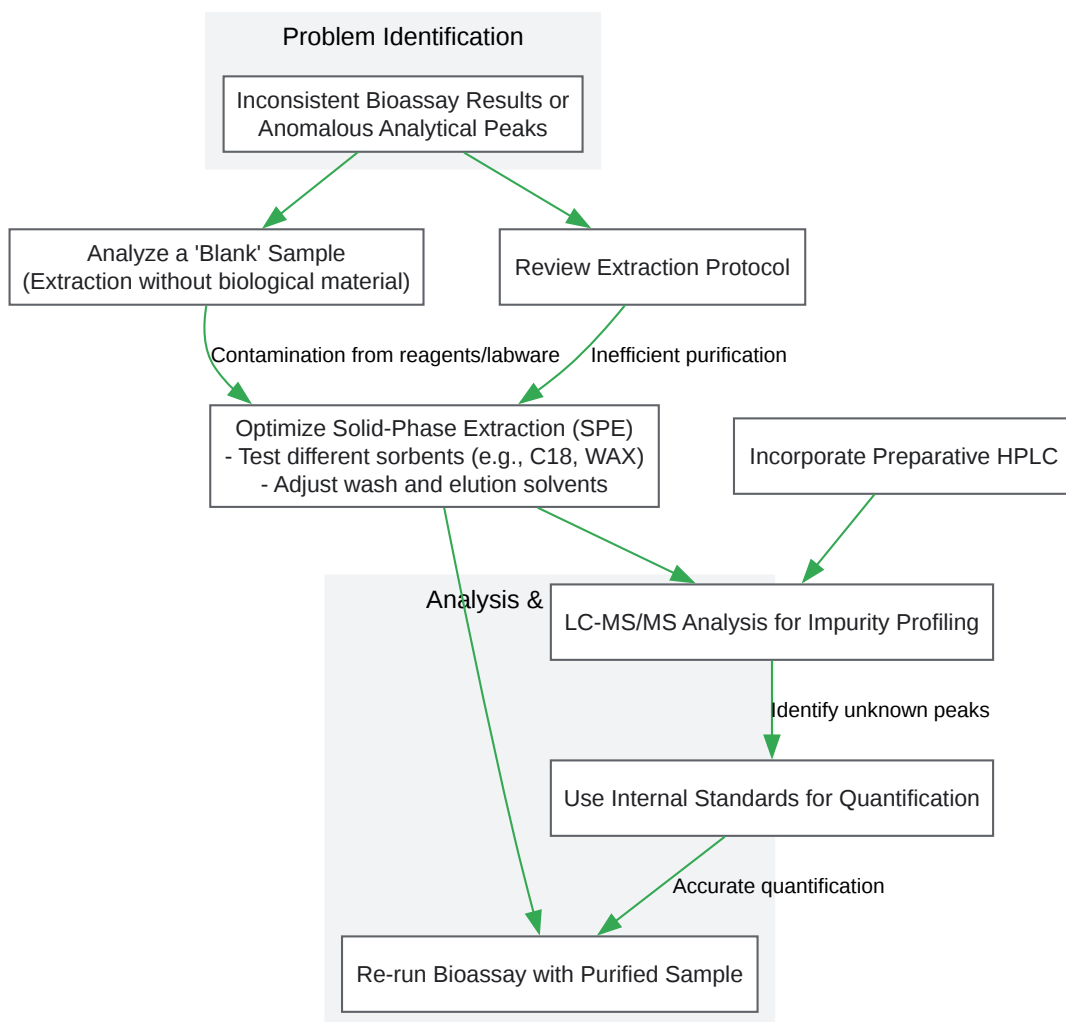 Problem Identification
Inconsistent Bioassay Results or
Anomalous Analytical Peaks
Analyze a 'Blank' Sample
(Extraction without biological material)
Review Extraction Protocol
Contamination from reagents/labware
Inefficient purification
Optimize Solid-Phase Extraction (SPE)
- Test different sorbents (e.g., C18, WAX)
- Adjust wash and elution solvents
Incorporate Preparative HPLC
Analysis &
LC-MS/MS Analysis for Impurity Profiling
Identify unknown peaks
Use Internal Standards for Quantification
Accurate quantification
Re-run Bioassay with Purified Sample